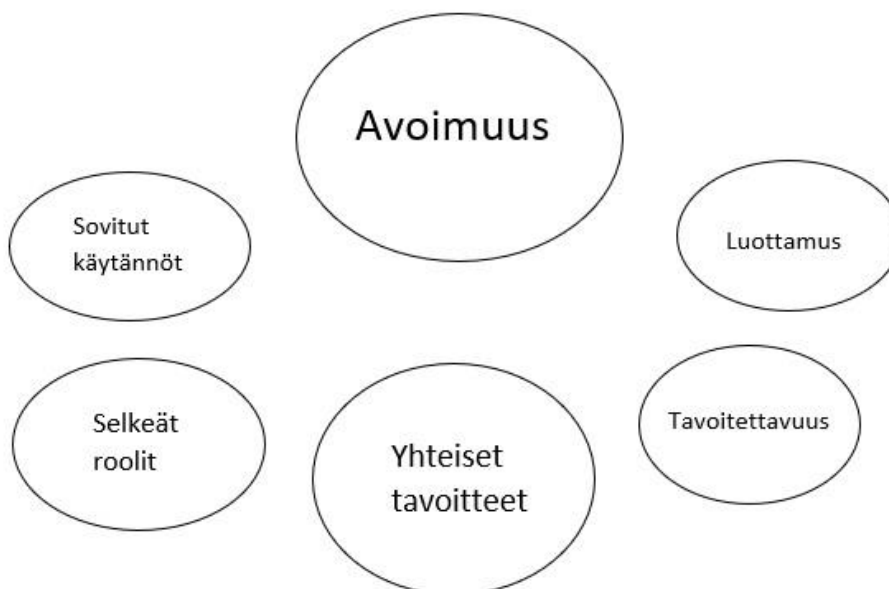 Avoimuus
Sovitut
käytännöt
Luottamus
Selkeät
roolit
Yhteiset
tavoitteet
Tavoitettavuus